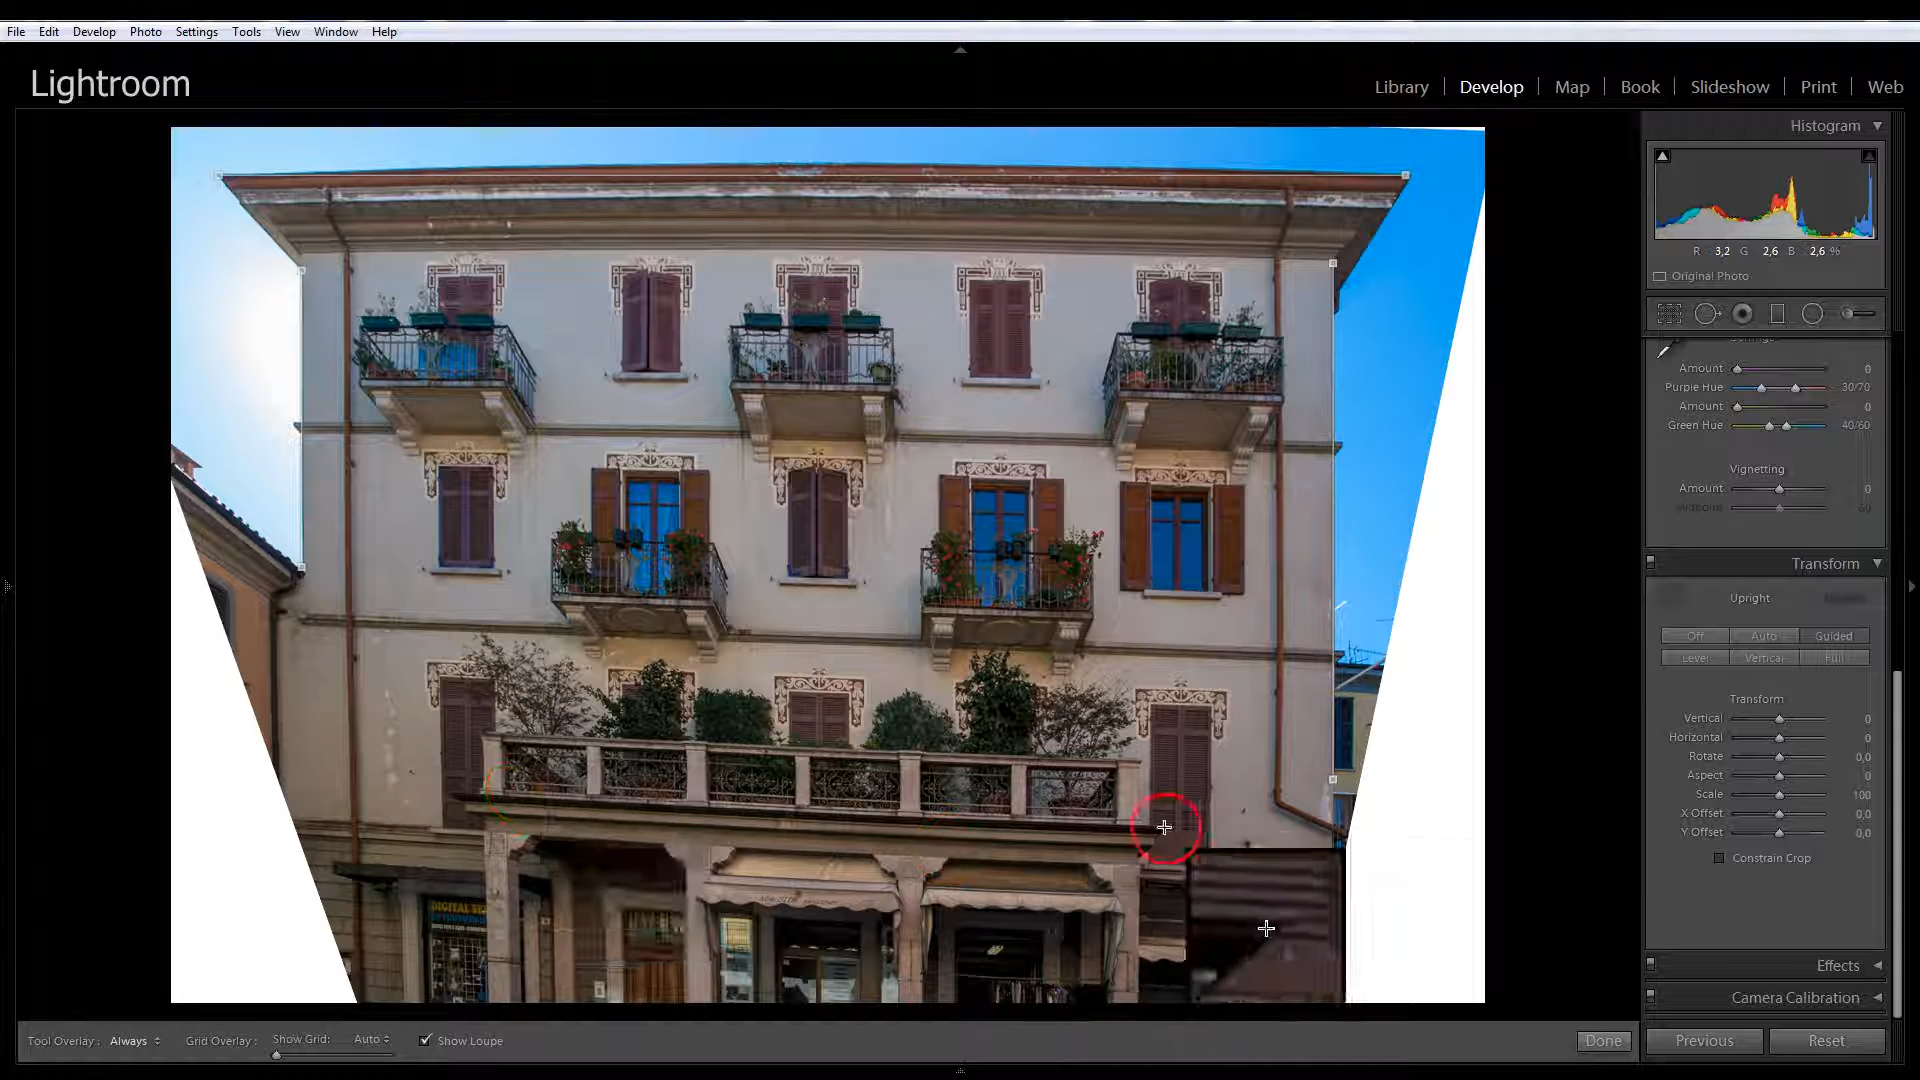 File Edit Develop Photo Settings Tools View Window Help
Lightroom
Library Develop Map Book Slideshow Print Web
Histogram
R 3,2 G 2,6 B 2,6 %
Original Photo
Amount 0
Purple Hue 30/70
Amount 0
Green Hue 40/60
Vignetting
Amount 0
Transform
Upright
Off Auto Guided
Level Vertical Full
Transform
Vertical 0
Horizontal 0
Rotate 0,0
Aspect 0
Scale 100
X Offset 0,0
Y Offset 0,0
Constrain Crop
Effects
Camera Calibration
Previous Reset
Tool Overlay : Always Grid Overlay : Show Grid: Auto Show Loupe Done